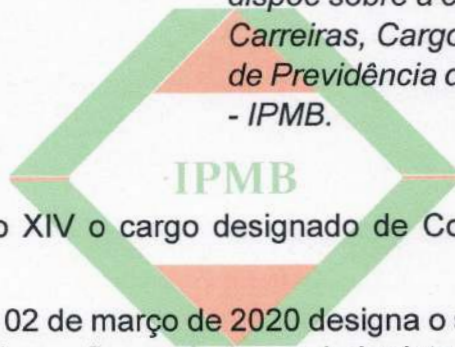 dispõe sobre a
Carreiras, Cargo
de Previdência
- IPMB.
IPMB
XIV o cargo designado de Co
02 de março de 2020 designa o